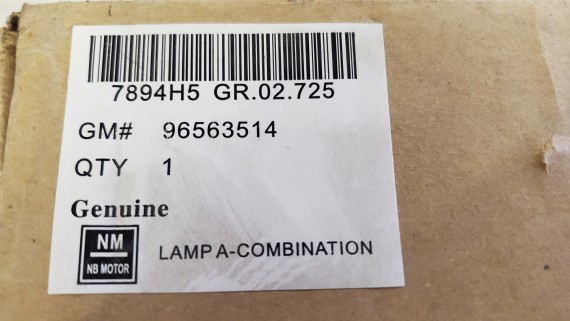 7894H5 GR.02.725
GM# 96563514
QTY 1
Genuine
NM
NB MOTOR
LAMP A-COMBINATION